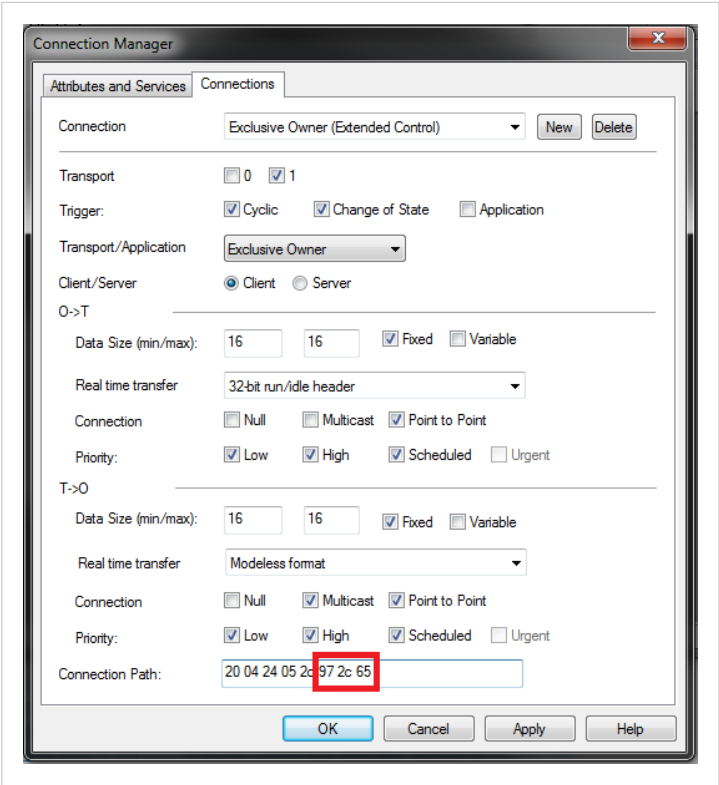 Connection Manager
Attributes and Services Connections
Connection Exclusive Owner (Extended Control) New Delete
Transport 0 1
Trigger: Cyclic Change of State Application
Transport/Application Exclusive Owner
Client/Server Client Server
O->T
Data Size (min/max): 16 16 Fixed Variable
Real time transfer 32-bit run/idle header
Connection Null Multicast Point to Point
Priority: Low High Scheduled Urgent
T->O
Data Size (min/max): 16 16 Fixed Variable
Real time transfer Modeless format
Connection Null Multicast Point to Point
Priority: Low High Scheduled Urgent
Connection Path: 20 04 24 05 2c 97 2c 65
OK Cancel Apply Help